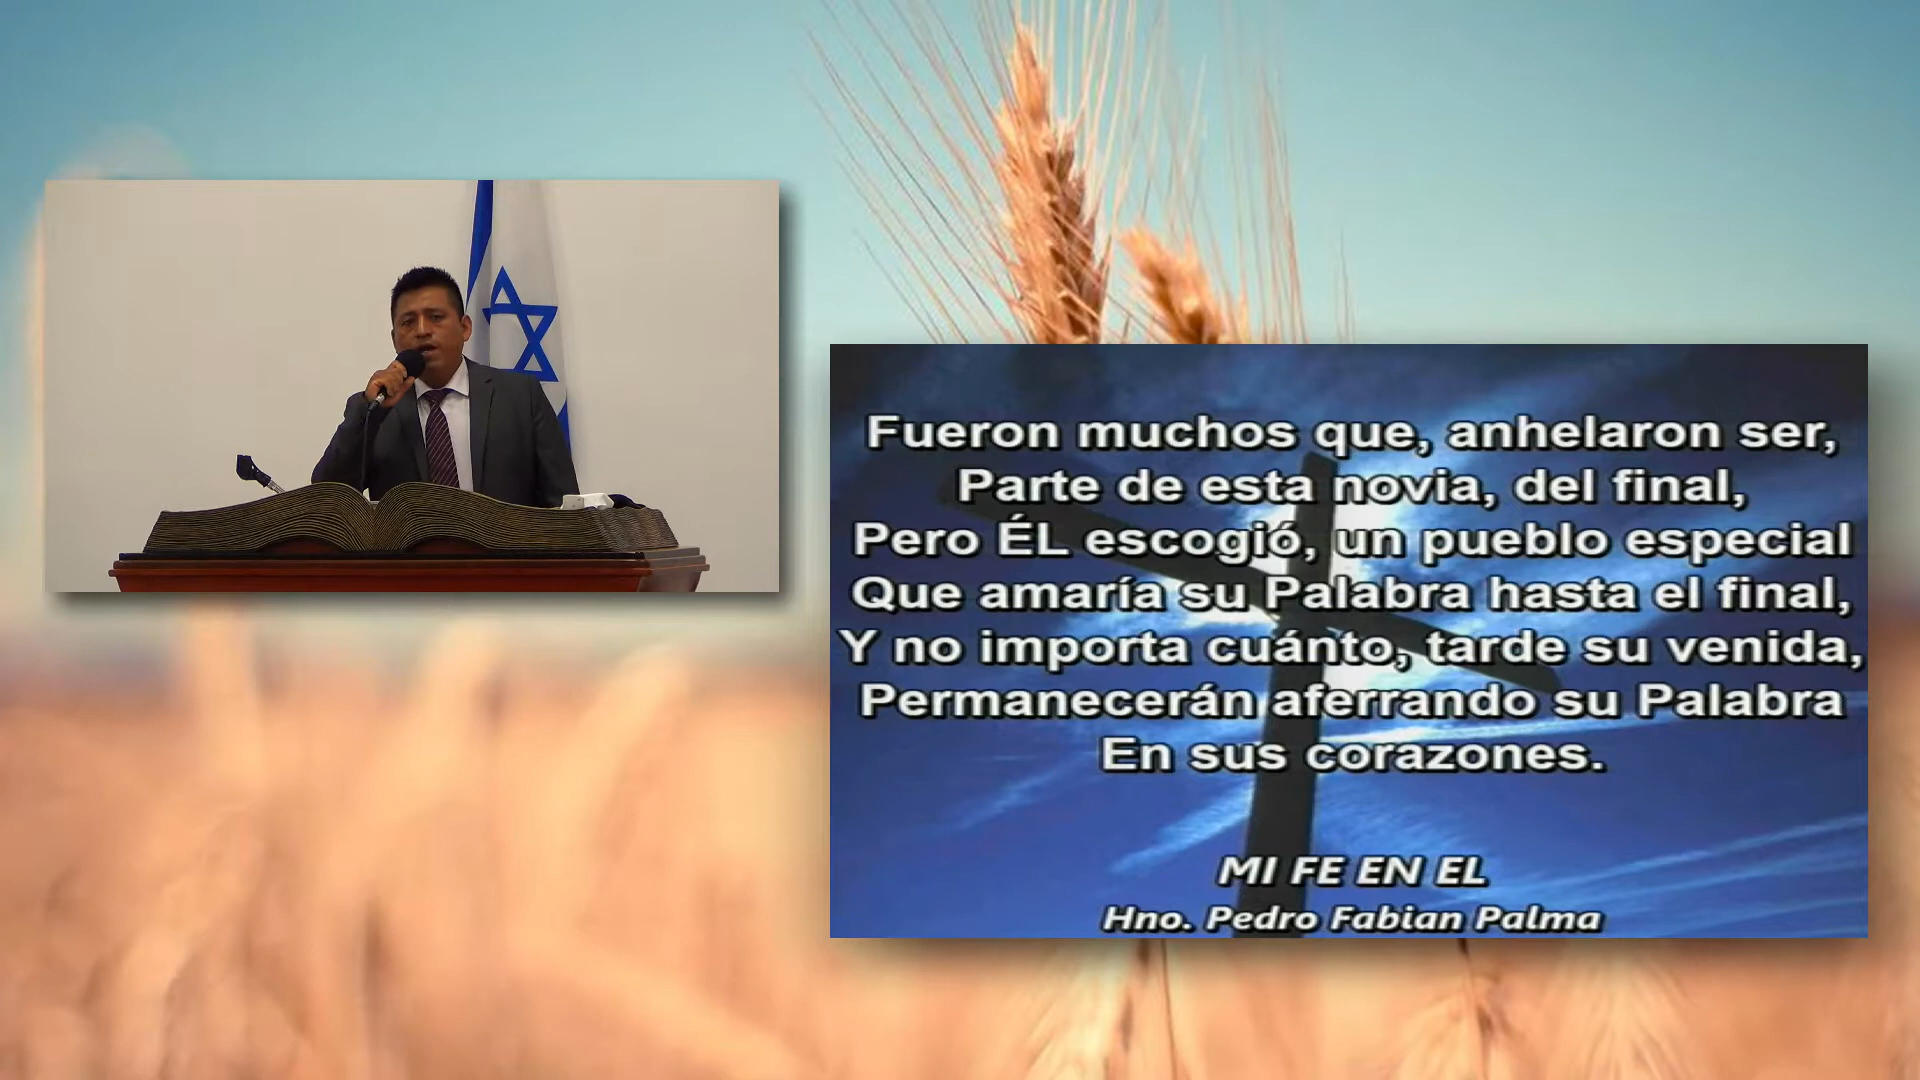 Fueron muchos que, anhelaron ser,
Parte de esta novia, del final,
Pero ÉL escogió, un pueblo especial
Que amaría su Palabra hasta el final,
Y no importa cuánto, tarde su venida,
Permanecerán aferrando su Palabra
En sus corazones.
MI FE EN EL
Hno. Pedro Fabian Palma